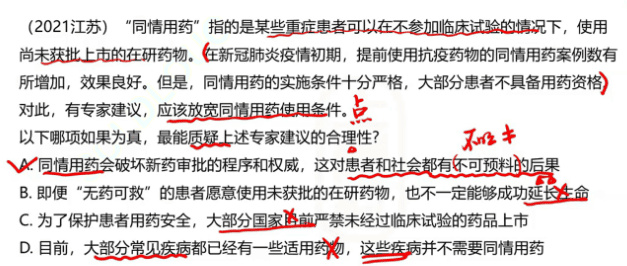 （2021江苏）“同情用药”指的是某些重症患者可以在不参加临床试验的情况下，使用
尚未获批上市的在研药物。在新冠肺炎疫情初期，提前使用抗疫药物的同情用药案例数有
所增加，效果良好。但是，同情用药的实施条件十分严格，大部分患者不具备用药资格
对此，有专家建议，应该放宽同情用药使用条件。点
以下哪项如果为真，最能质疑上述专家建议的合理性？
A. 同情用药会破坏新药审批的程序和权威，这对患者和社会都有不可预料的后果
B. 即便“无药可救”的患者愿意使用未获批的在研药物，也不一定能够成功延长生命
C. 为了保护患者用药安全，大部分国家目前严禁未经过临床试验的药品上市
D. 目前，大部分常见疾病都已经有一些适用药物，这些疾病并不需要同情用药